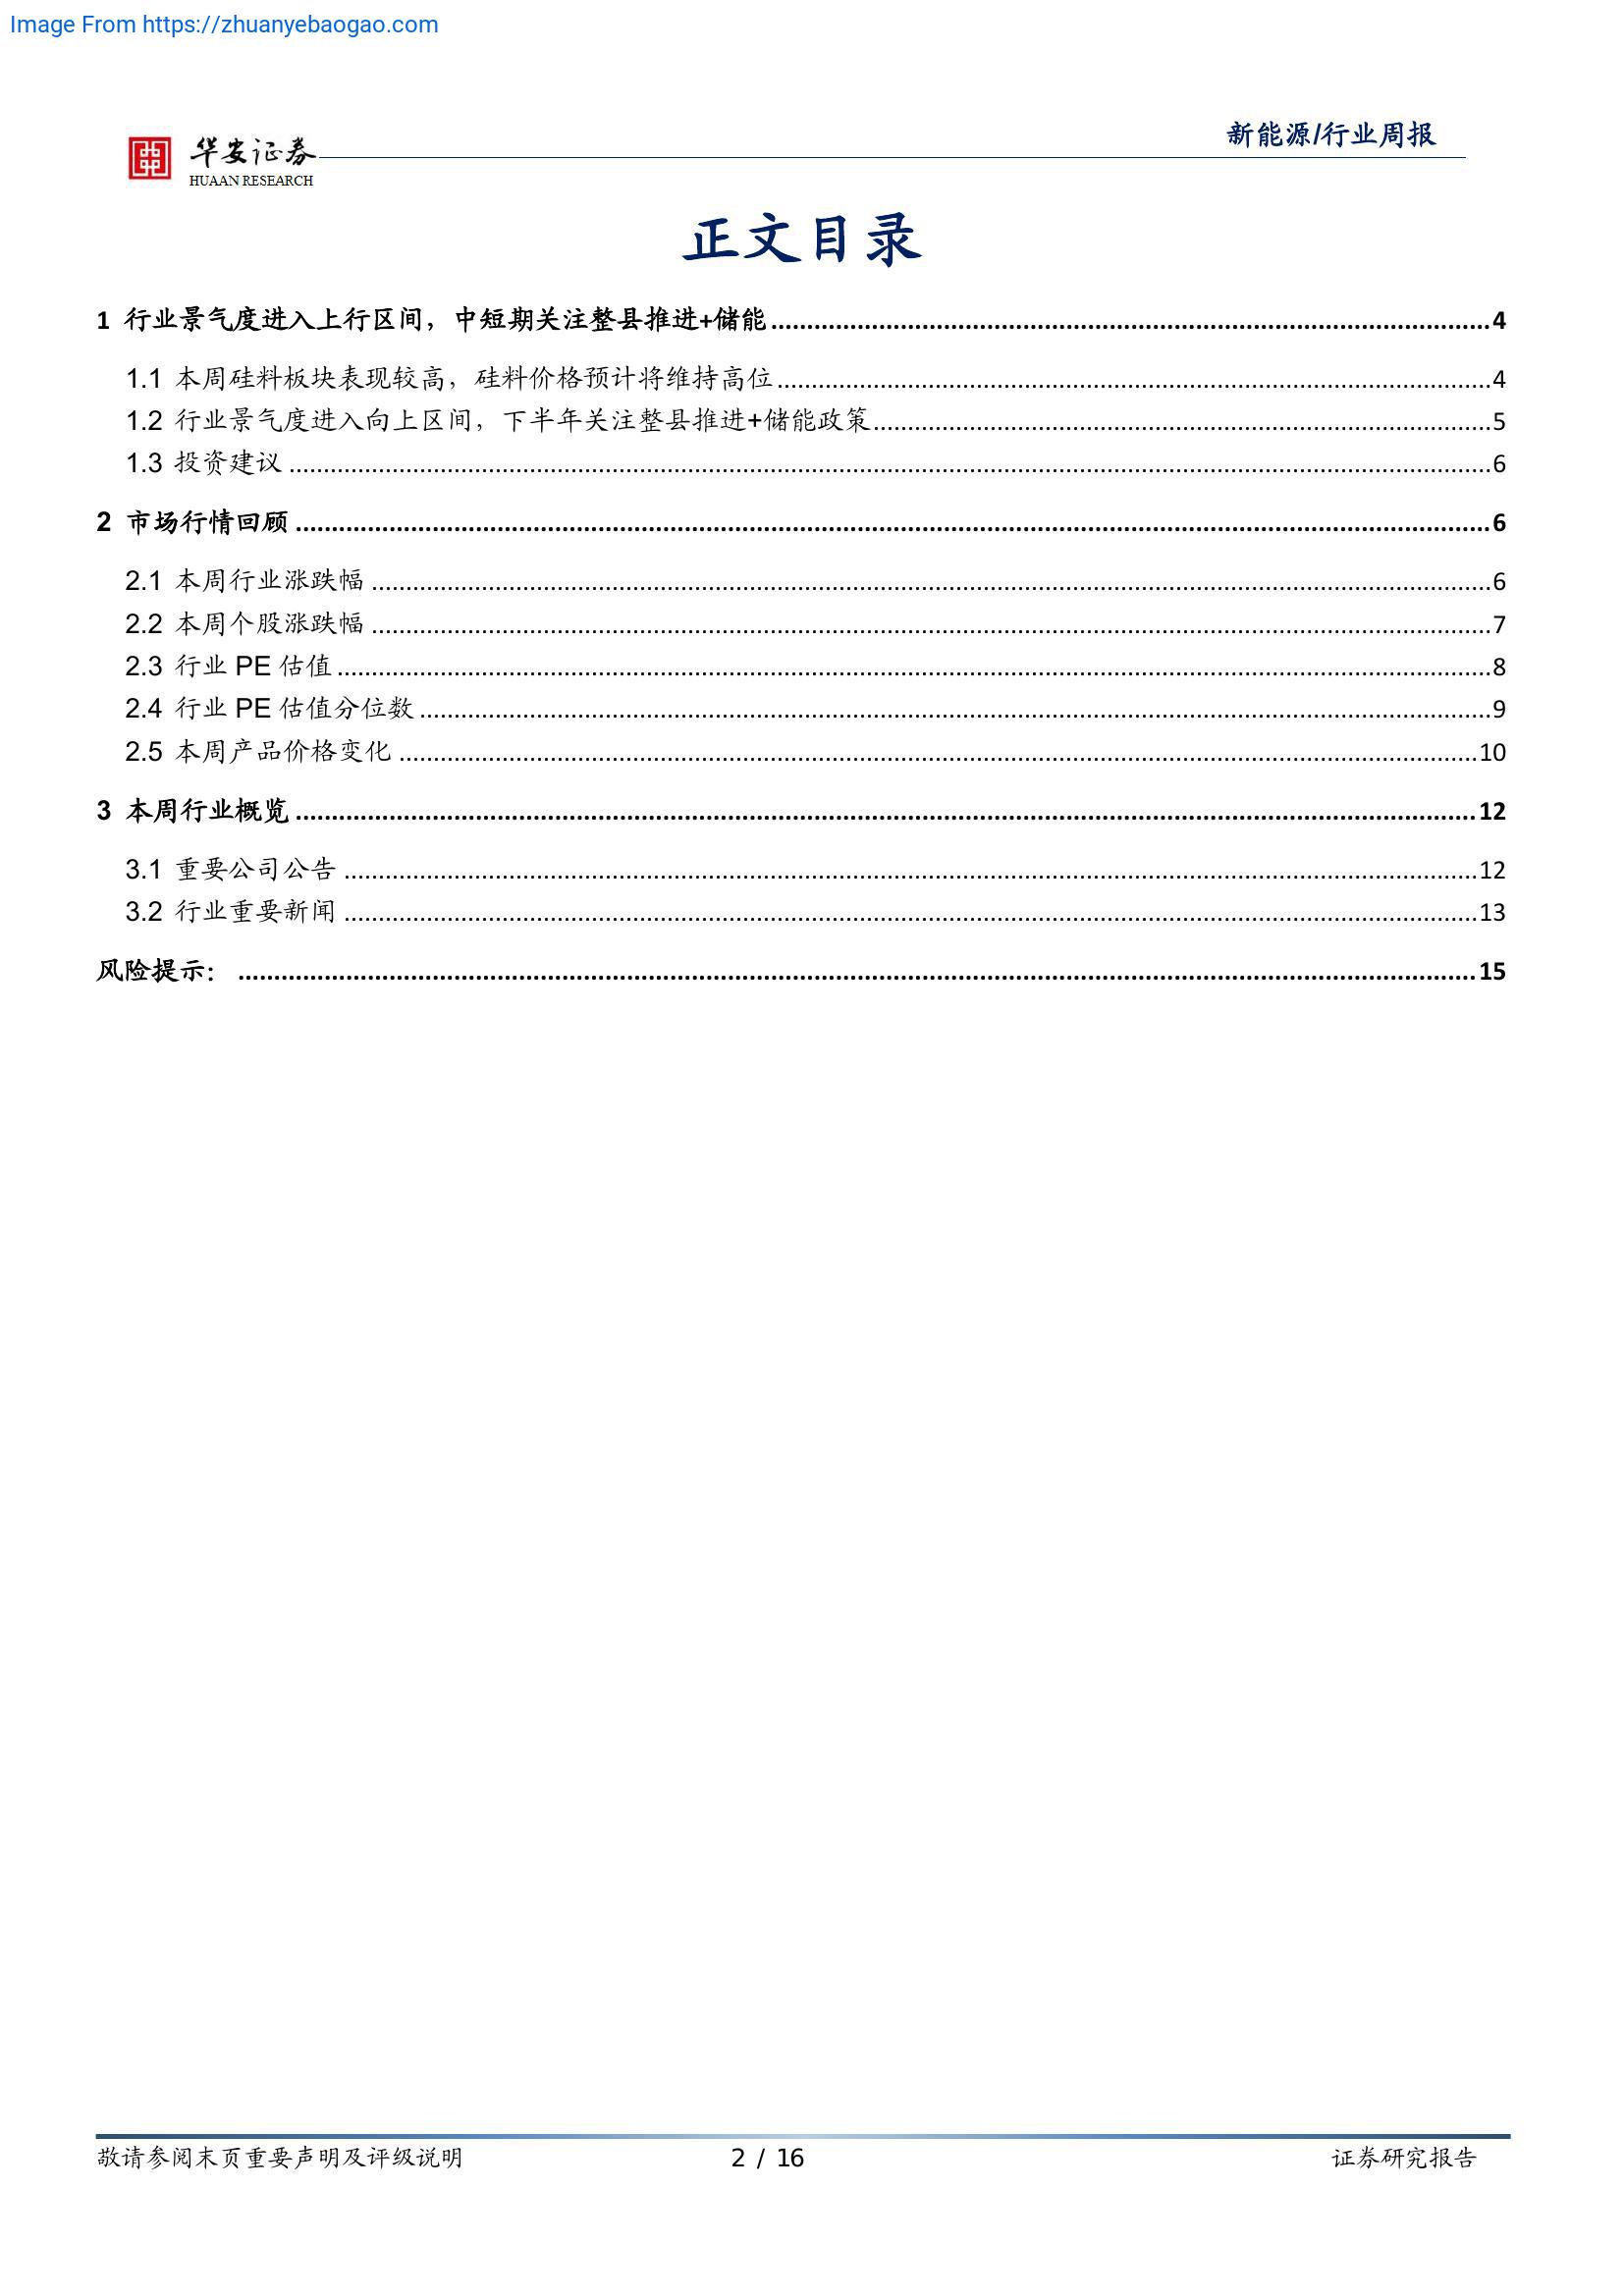 Image From https://zhuanyebaogao.com
华安证券
HUAAN RESEARCH
新能源/行业周报
正文目录
1 行业景气度进入上行区间，中短期关注整县推进+储能 4
1.1 本周硅料板块表现较高，硅料价格预计将维持高位 4
1.2 行业景气度进入向上区间，下半年关注整县推进+储能政策 5
1.3 投资建议 6
2 市场行情回顾 6
2.1 本周行业涨跌幅 6
2.2 本周个股涨跌幅 7
2.3 行业 PE 估值 8
2.4 行业 PE 估值分位数 9
2.5 本周产品价格变化 10
3 本周行业概览 12
3.1 重要公司公告 12
3.2 行业重要新闻 13
风险提示： 15
敬请参阅末页重要声明及评级说明 2 / 16 证券研究报告